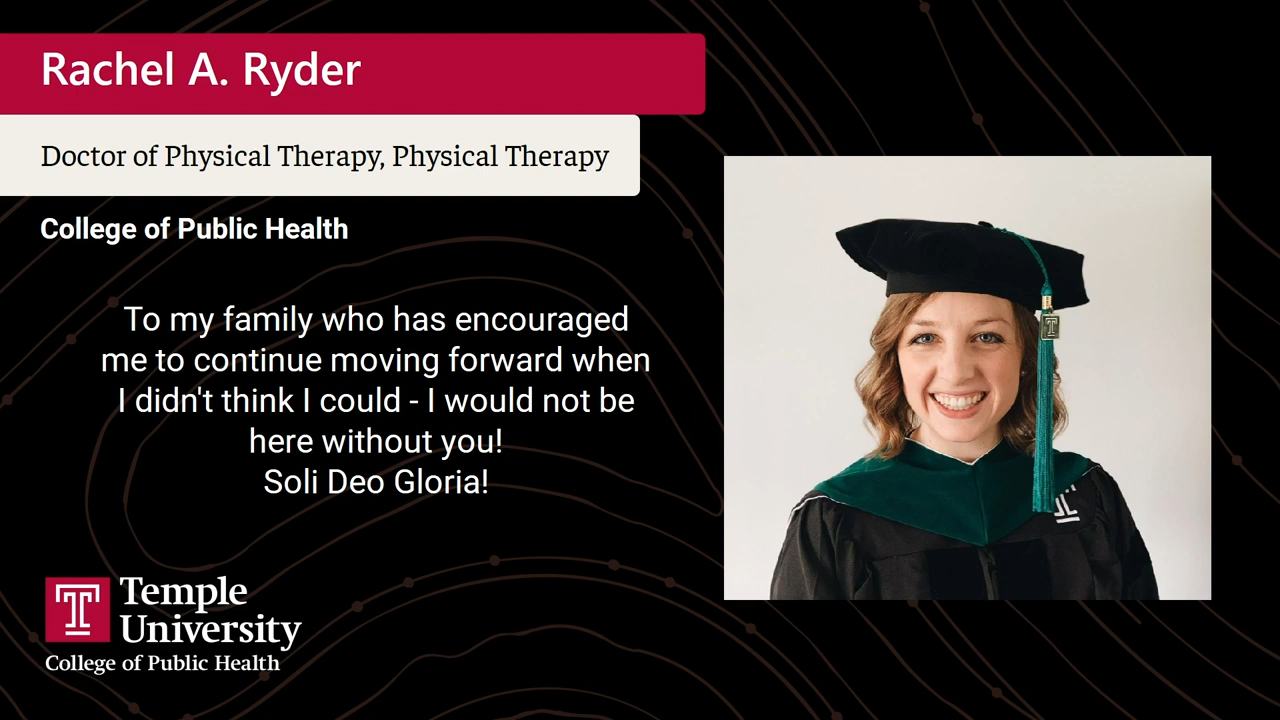 Rachel A. Ryder
Doctor of Physical Therapy, Physical Therapy
College of Public Health
To my family who has encouraged
me to continue moving forward when
I didn't think I could - I would not be
here without you!
Soli Deo Gloria!
Temple
University
College of Public Health